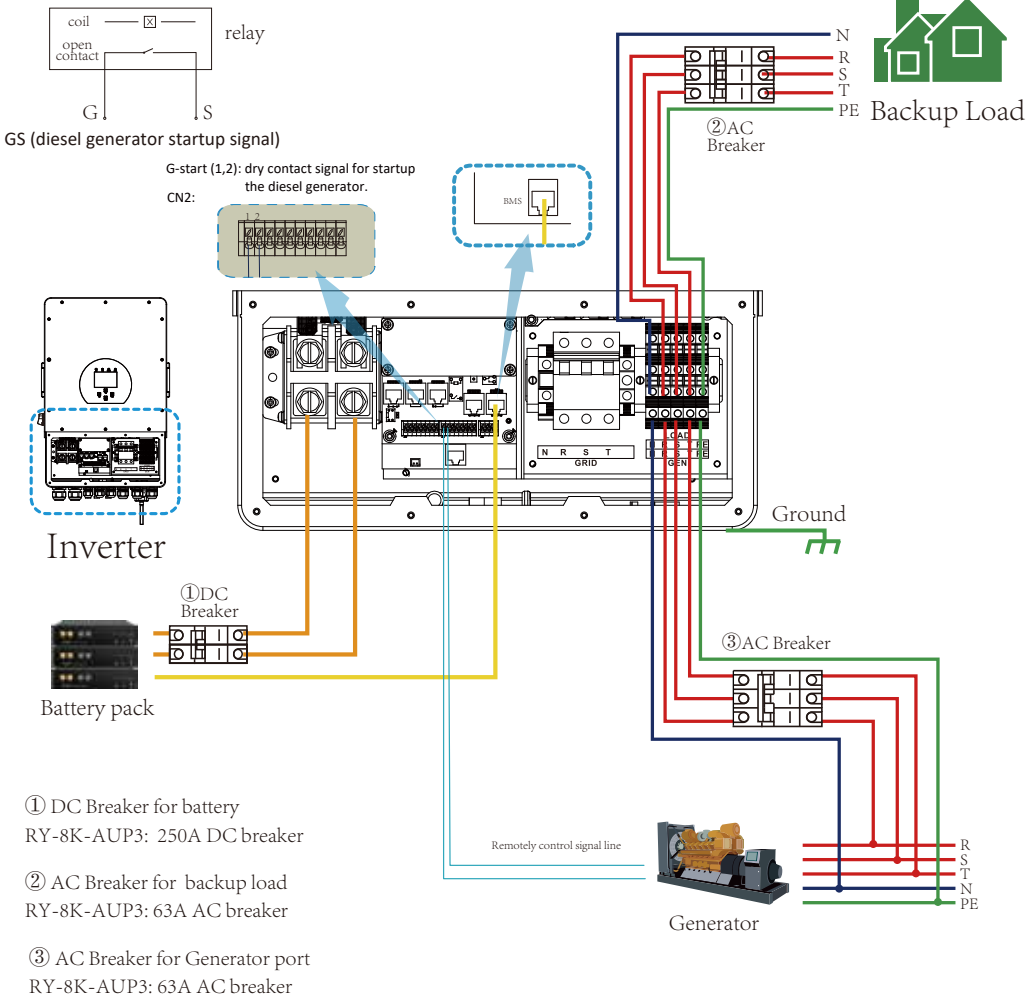 coil
open
contact
relay
G
S
GS (diesel generator startup signal)
G-start (1,2): dry contact signal for startup
the diesel generator.
CN2:
1 2
BMS
N
R
S
T
PE
Backup Load
②AC
Breaker
N R S T
GRID
LOAD
N R S T PE
N R S T PE
GEN
Ground
Inverter
①DC
Breaker
Battery pack
③AC Breaker
① DC Breaker for battery
RY-8K-AUP3: 250A DC breaker
② AC Breaker for backup load
RY-8K-AUP3: 63A AC breaker
③ AC Breaker for Generator port
RY-8K-AUP3: 63A AC breaker
Remotely control signal line
Generator
R
S
T
N
PE